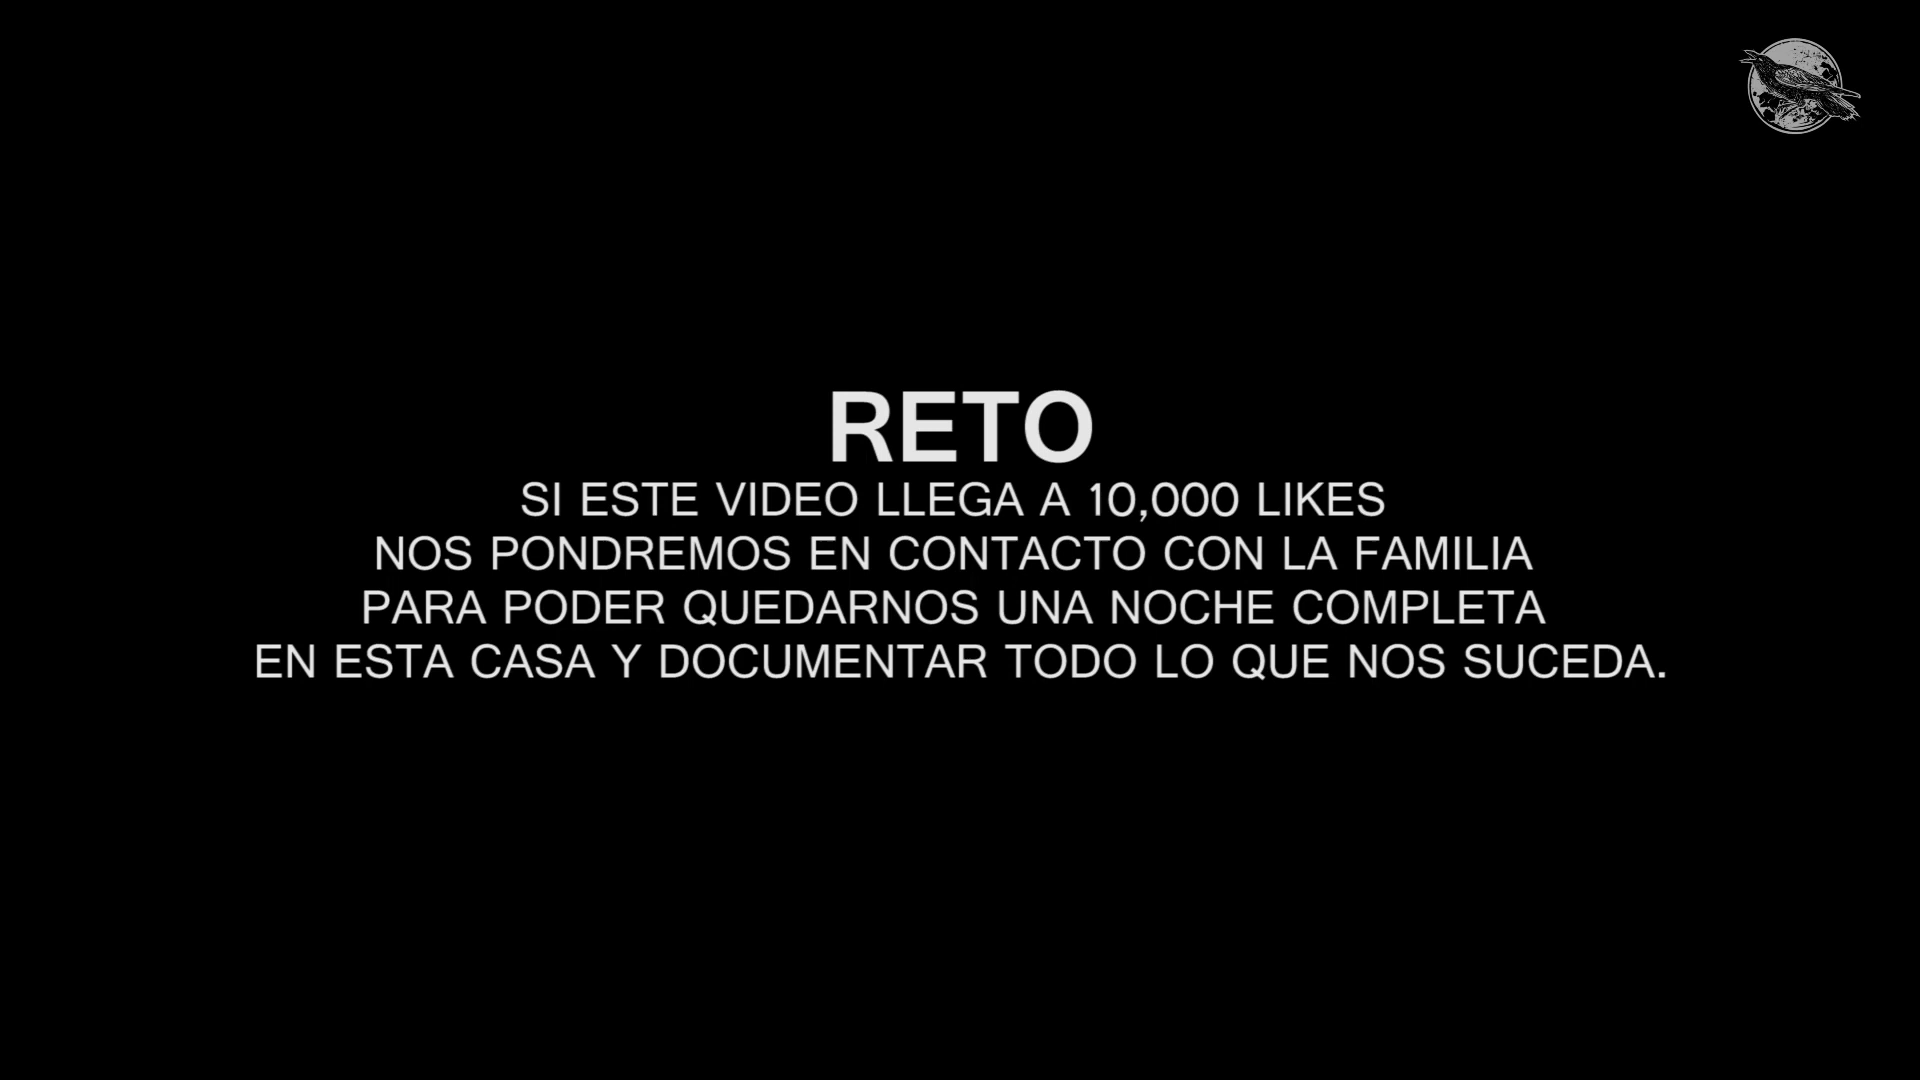 RETO
SI ESTE VIDEO LLEGA A 10,000 LIKES
NOS PONDREMOS EN CONTACTO CON LA FAMILIA
PARA PODER QUEDARNOS UNA NOCHE COMPLETA
EN ESTA CASA Y DOCUMENTAR TODO LO QUE NOS SUCEDA.